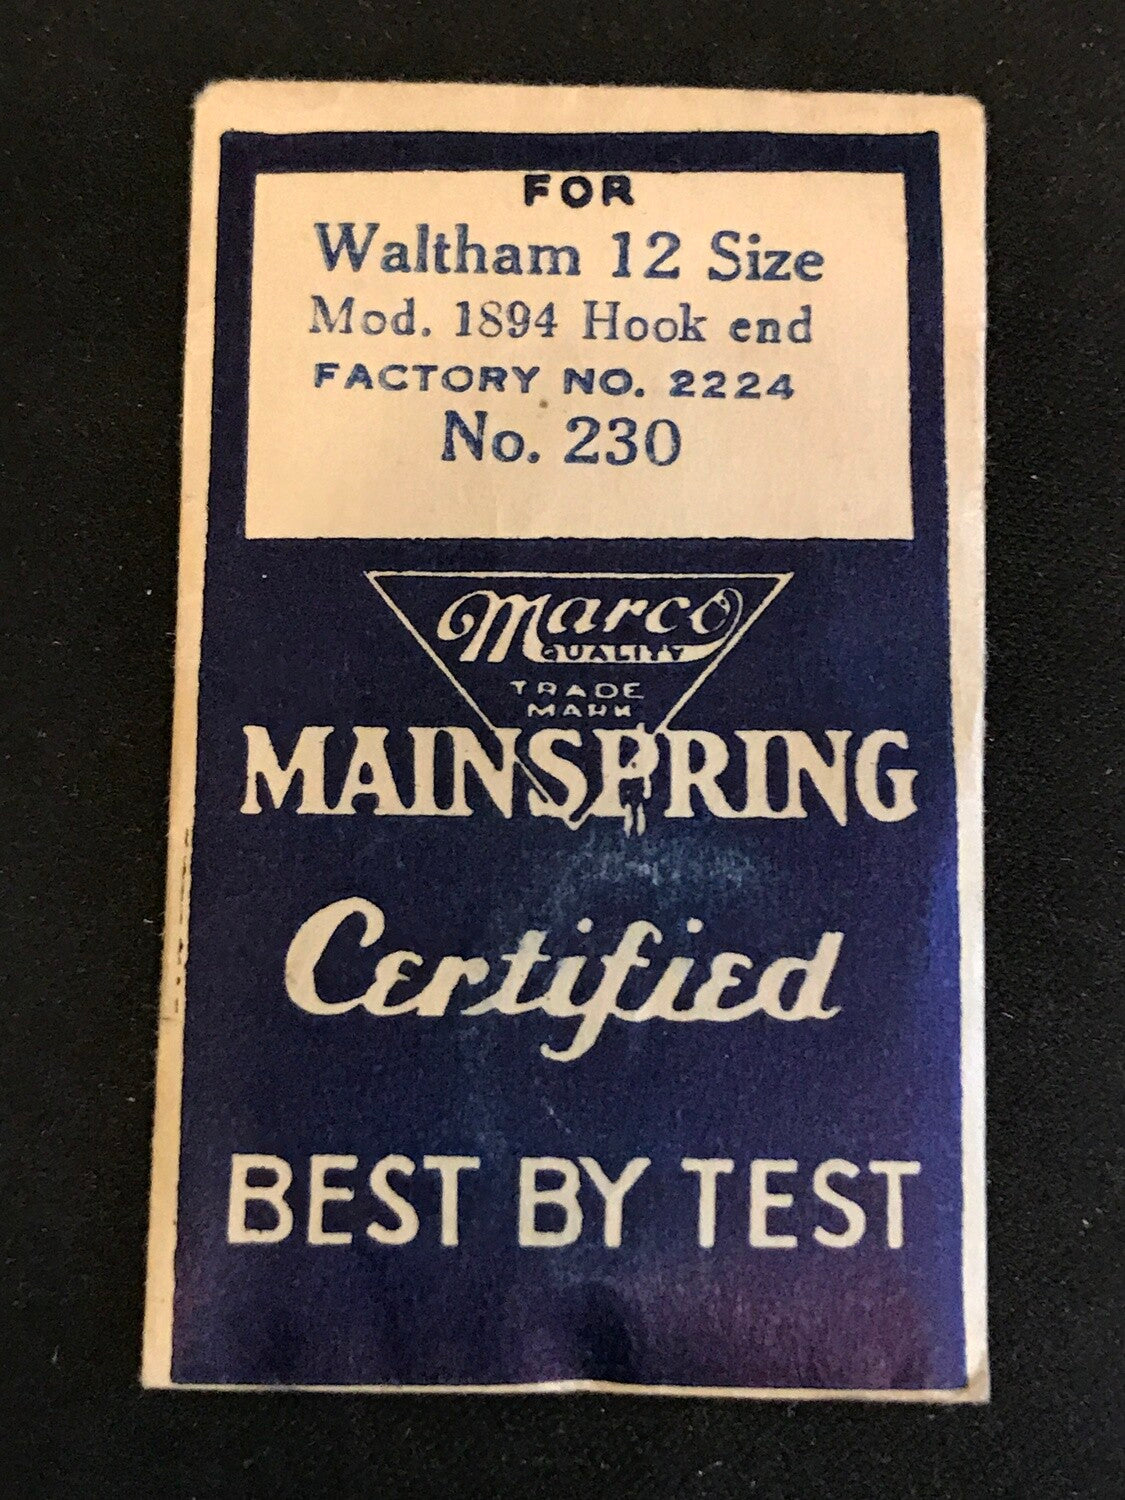 FOR
Waltham 12 Size
Mod. 1894 Hook end
FACTORY NO. 2224
No. 230
Marco
QUALITY
TRADE
MARK
MAINSPRING
Certified
BEST BY TEST